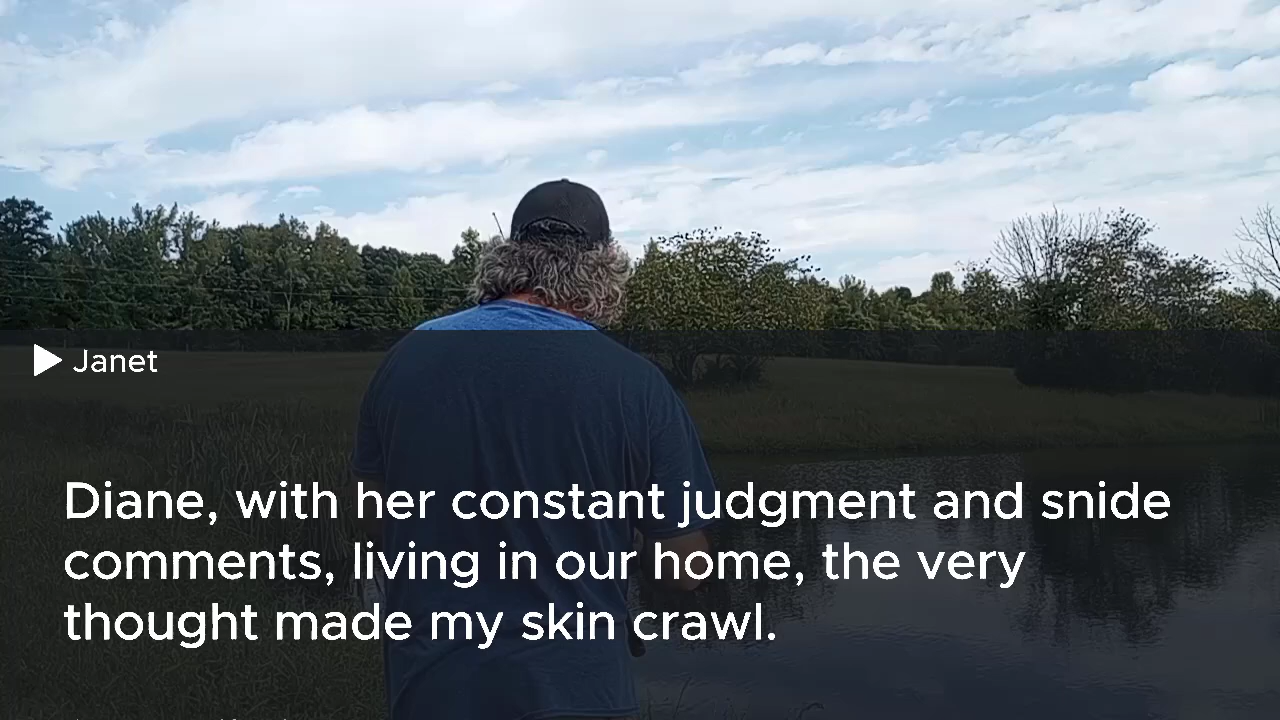 Janet
Diane, with her constant judgment and snide
comments, living in our home, the very
thought made my skin crawl.